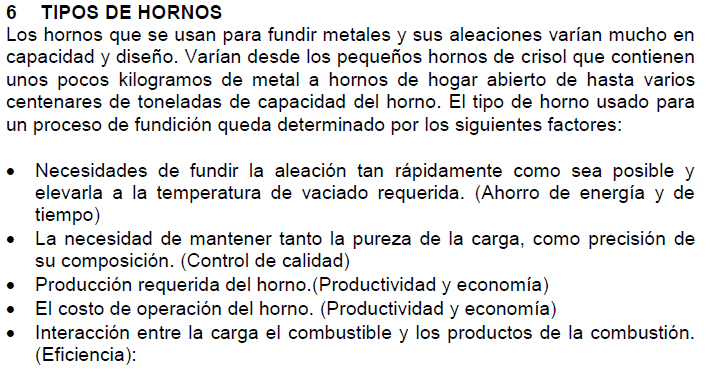 6 TIPOS DE HORNOS
Los hornos que se usan para fundir metales y sus aleaciones varían mucho en
capacidad y diseño. Varían desde los pequeños hornos de crisol que contienen
unos pocos kilogramos de metal a hornos de hogar abierto de hasta varios
centenares de toneladas de capacidad del horno. El tipo de horno usado para
un proceso de fundición queda determinado por los siguientes factores:
• Necesidades de fundir la aleación tan rápidamente como sea posible y
elevarla a la temperatura de vaciado requerida. (Ahorro de energía y de
tiempo)
• La necesidad de mantener tanto la pureza de la carga, como precisión de
su composición. (Control de calidad)
• Producción requerida del horno.(Productividad y economía)
• El costo de operación del horno. (Productividad y economía)
• Interacción entre la carga el combustible y los productos de la combustión.
(Eficiencia):